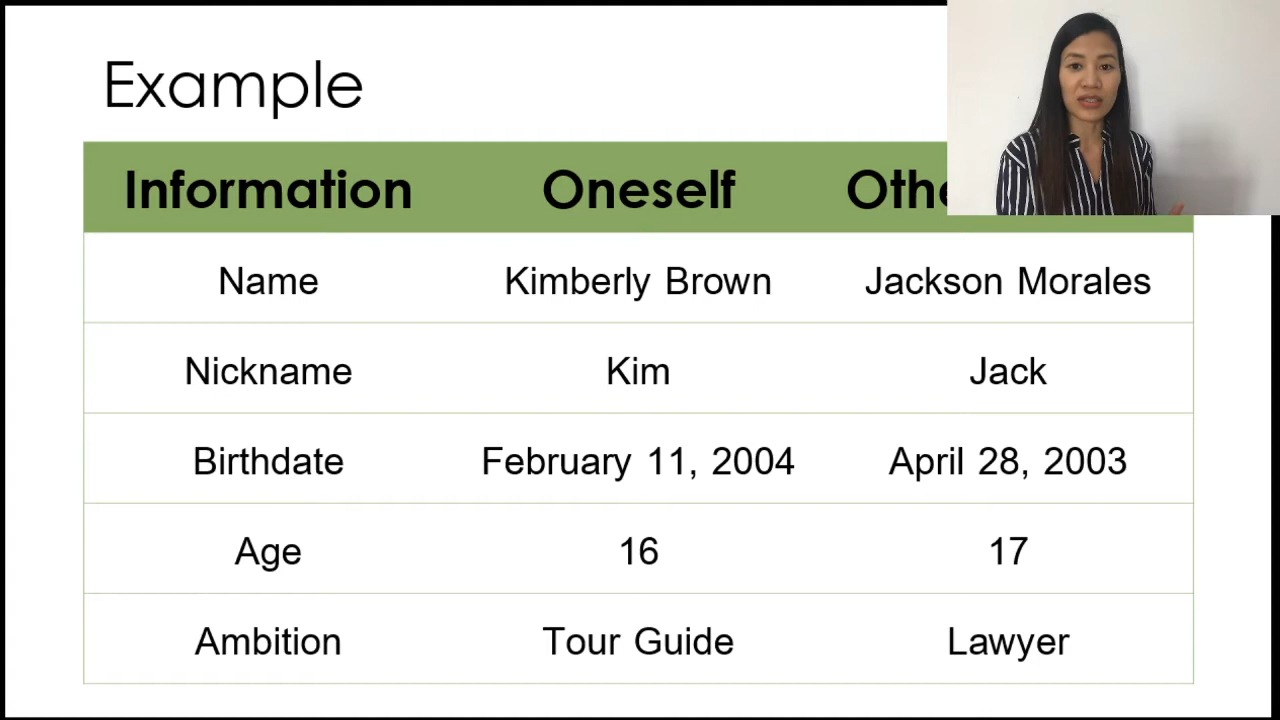 Example
Information Oneself
Name Kimberly Brown Jackson Morales
Nickname Kim Jack
Birthdate February 11, 2004 April 28, 2003
Age 16 17
Ambition Tour Guide Lawyer